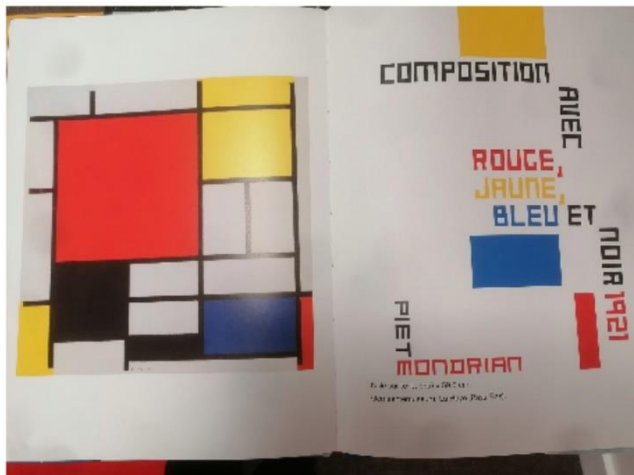 COMPOSITION
AVEC
ROUGE,
JAUNE,
BLEU ET
NOIR 1921
PIET
MONDRIAN